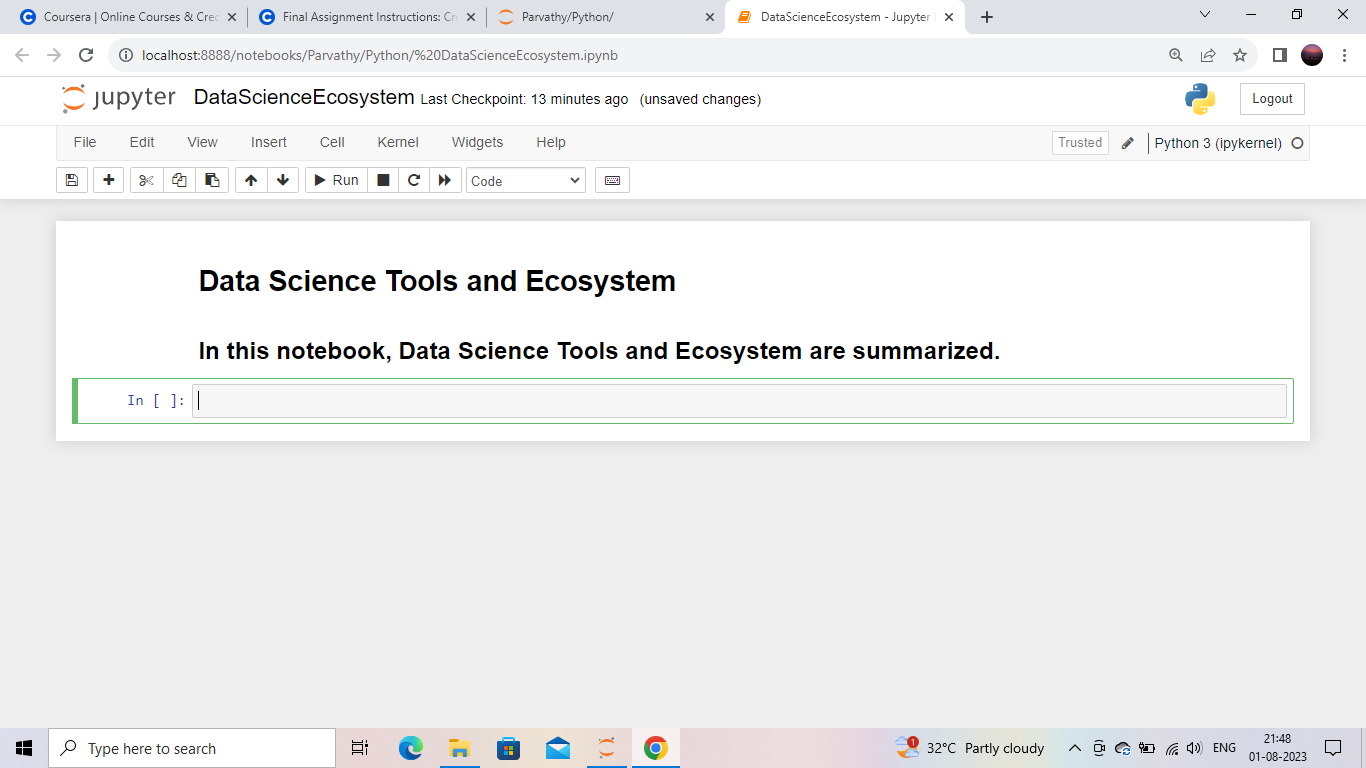 Coursera | Online Courses & Cre
Final Assignment Instructions: Cr
Parvathy/Python/
DataScienceEcosystem - Jupyter
localhost:8888/notebooks/Parvathy/Python/%20DataScienceEcosystem.ipynb
jupyter DataScienceEcosystem Last Checkpoint: 13 minutes ago (unsaved changes) Logout
File Edit View Insert Cell Kernel Widgets Help Trusted Python 3 (ipykernel)
Run Code
Data Science Tools and Ecosystem
In this notebook, Data Science Tools and Ecosystem are summarized.
In [ ]:
Type here to search
1
32°C Partly cloudy
ENG
21:48
01-08-2023